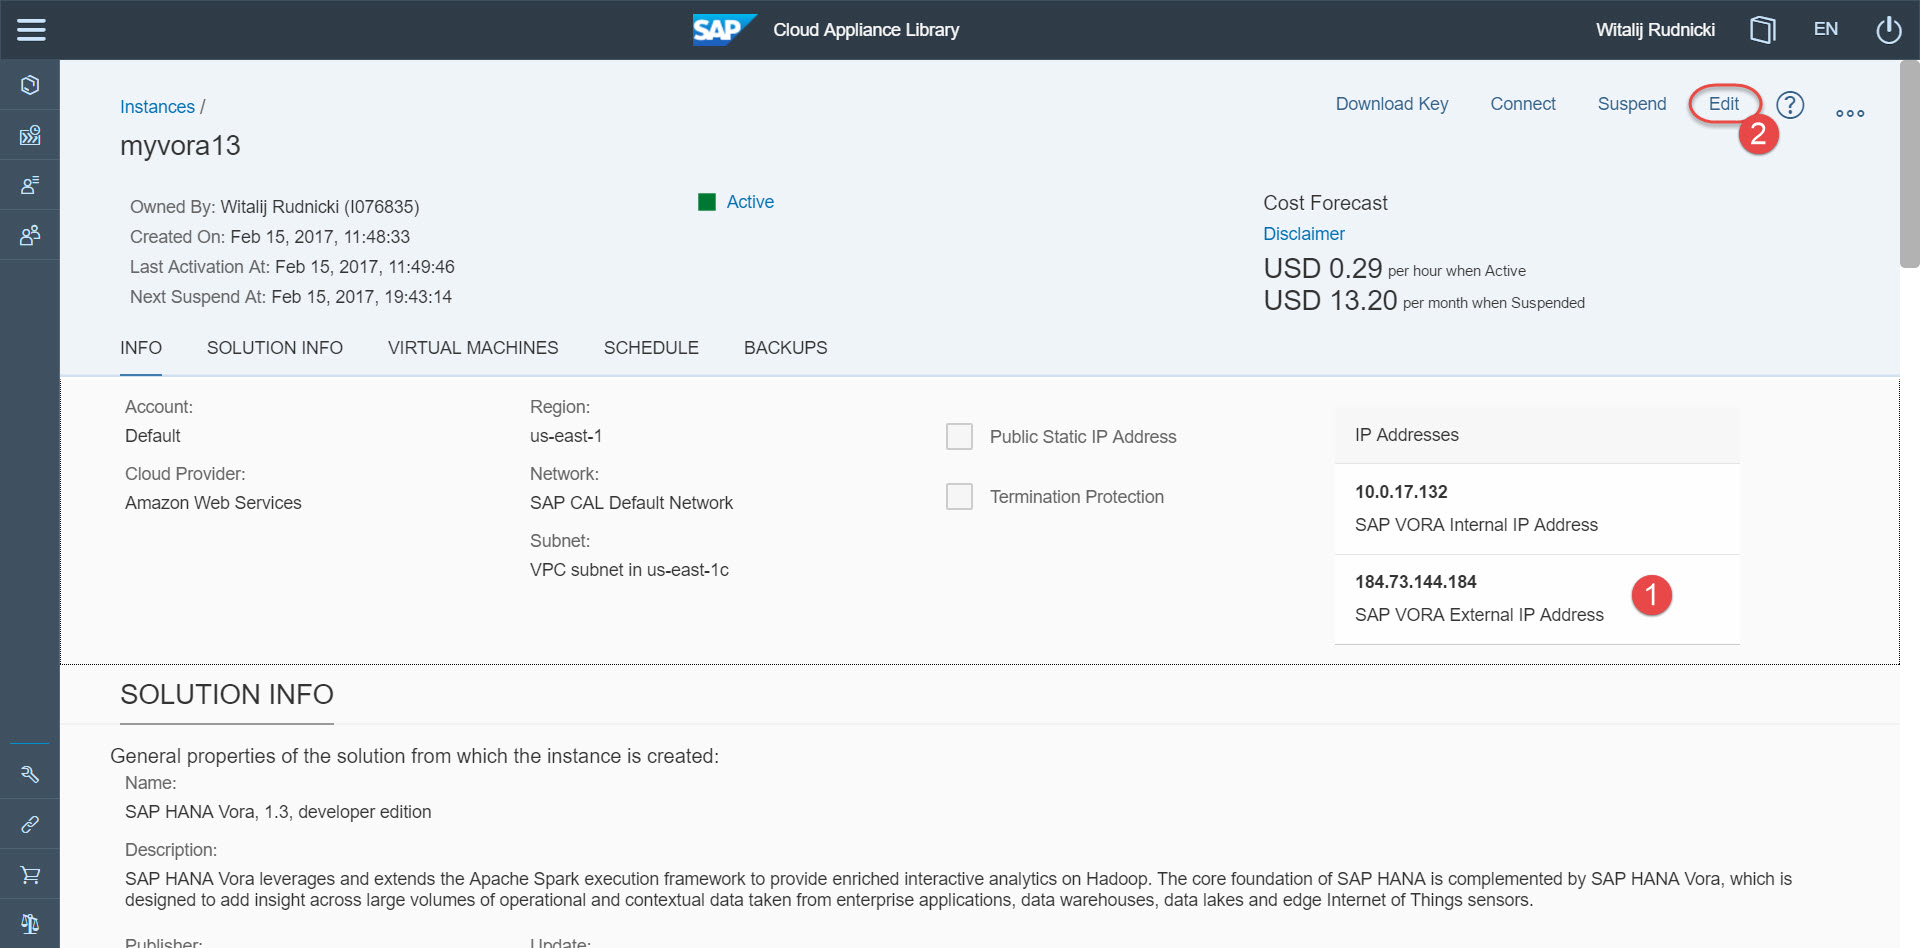 SAP Cloud Appliance Library
Witalij Rudnicki
EN
Instances /
Download Key
Connect
Suspend
Edit
?
2
myvora13
Owned By: Witalij Rudnicki (I076835)
Created On: Feb 15, 2017, 11:48:33
Last Activation At: Feb 15, 2017, 11:49:46
Next Suspend At: Feb 15, 2017, 19:43:14
Active
Cost Forecast
Disclaimer
USD 0.29 per hour when Active
USD 13.20 per month when Suspended
INFO
SOLUTION INFO
VIRTUAL MACHINES
SCHEDULE
BACKUPS
Account:
Default
Cloud Provider:
Amazon Web Services
Region:
us-east-1
Network:
SAP CAL Default Network
Subnet:
VPC subnet in us-east-1c
Public Static IP Address
Termination Protection
IP Addresses
10.0.17.132
SAP VORA Internal IP Address
184.73.144.184
SAP VORA External IP Address
1
SOLUTION INFO
General properties of the solution from which the instance is created:
Name:
SAP HANA Vora, 1.3, developer edition
Description:
SAP HANA Vora leverages and extends the Apache Spark execution framework to provide enriched interactive analytics on Hadoop. The core foundation of SAP HANA is complemented by SAP HANA Vora, which is
designed to add insight across large volumes of operational and contextual data taken from enterprise applications, data warehouses, data lakes and edge Internet of Things sensors.
Publisher:
Update: